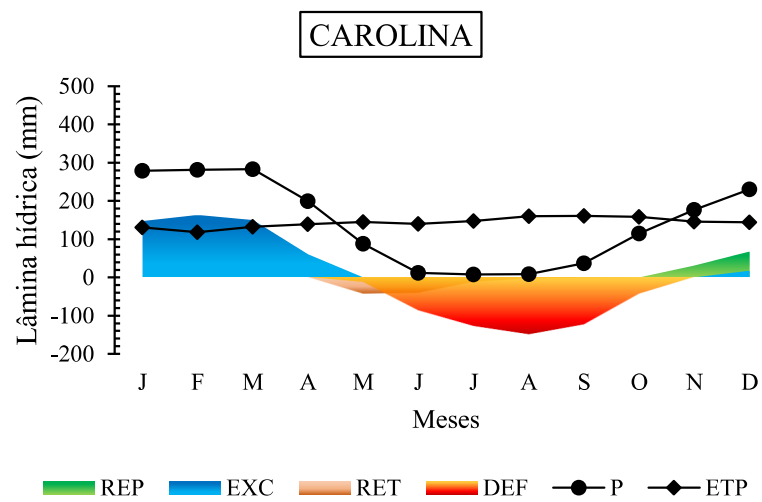 CAROLINA
500
400
300
200
100
0
-100
-200
Lâmina hídrica (mm)
J F M A M J J A S O N D
Meses
REP EXC RET DEF P ETP